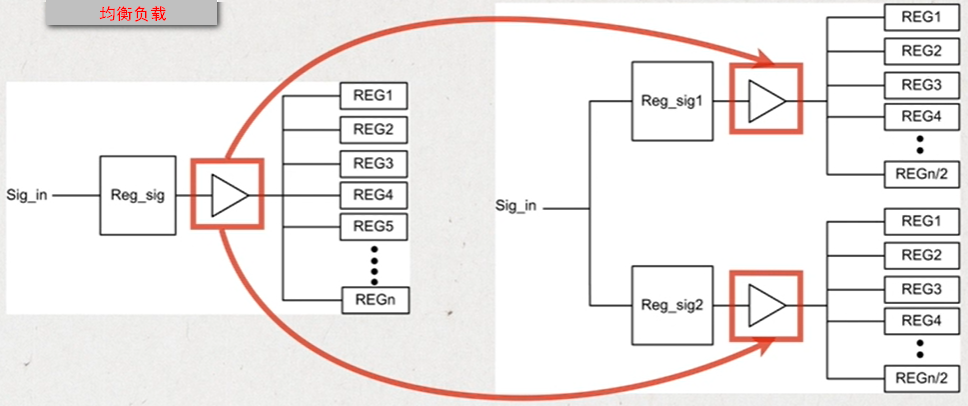 均衡负载
Sig_in
Reg_sig
REG1
REG2
REG3
REG4
REG5
REGn
Sig_in
Reg_sig1
REG1
REG2
REG3
REG4
REGn/2
Reg_sig2
REG1
REG2
REG3
REG4
REGn/2